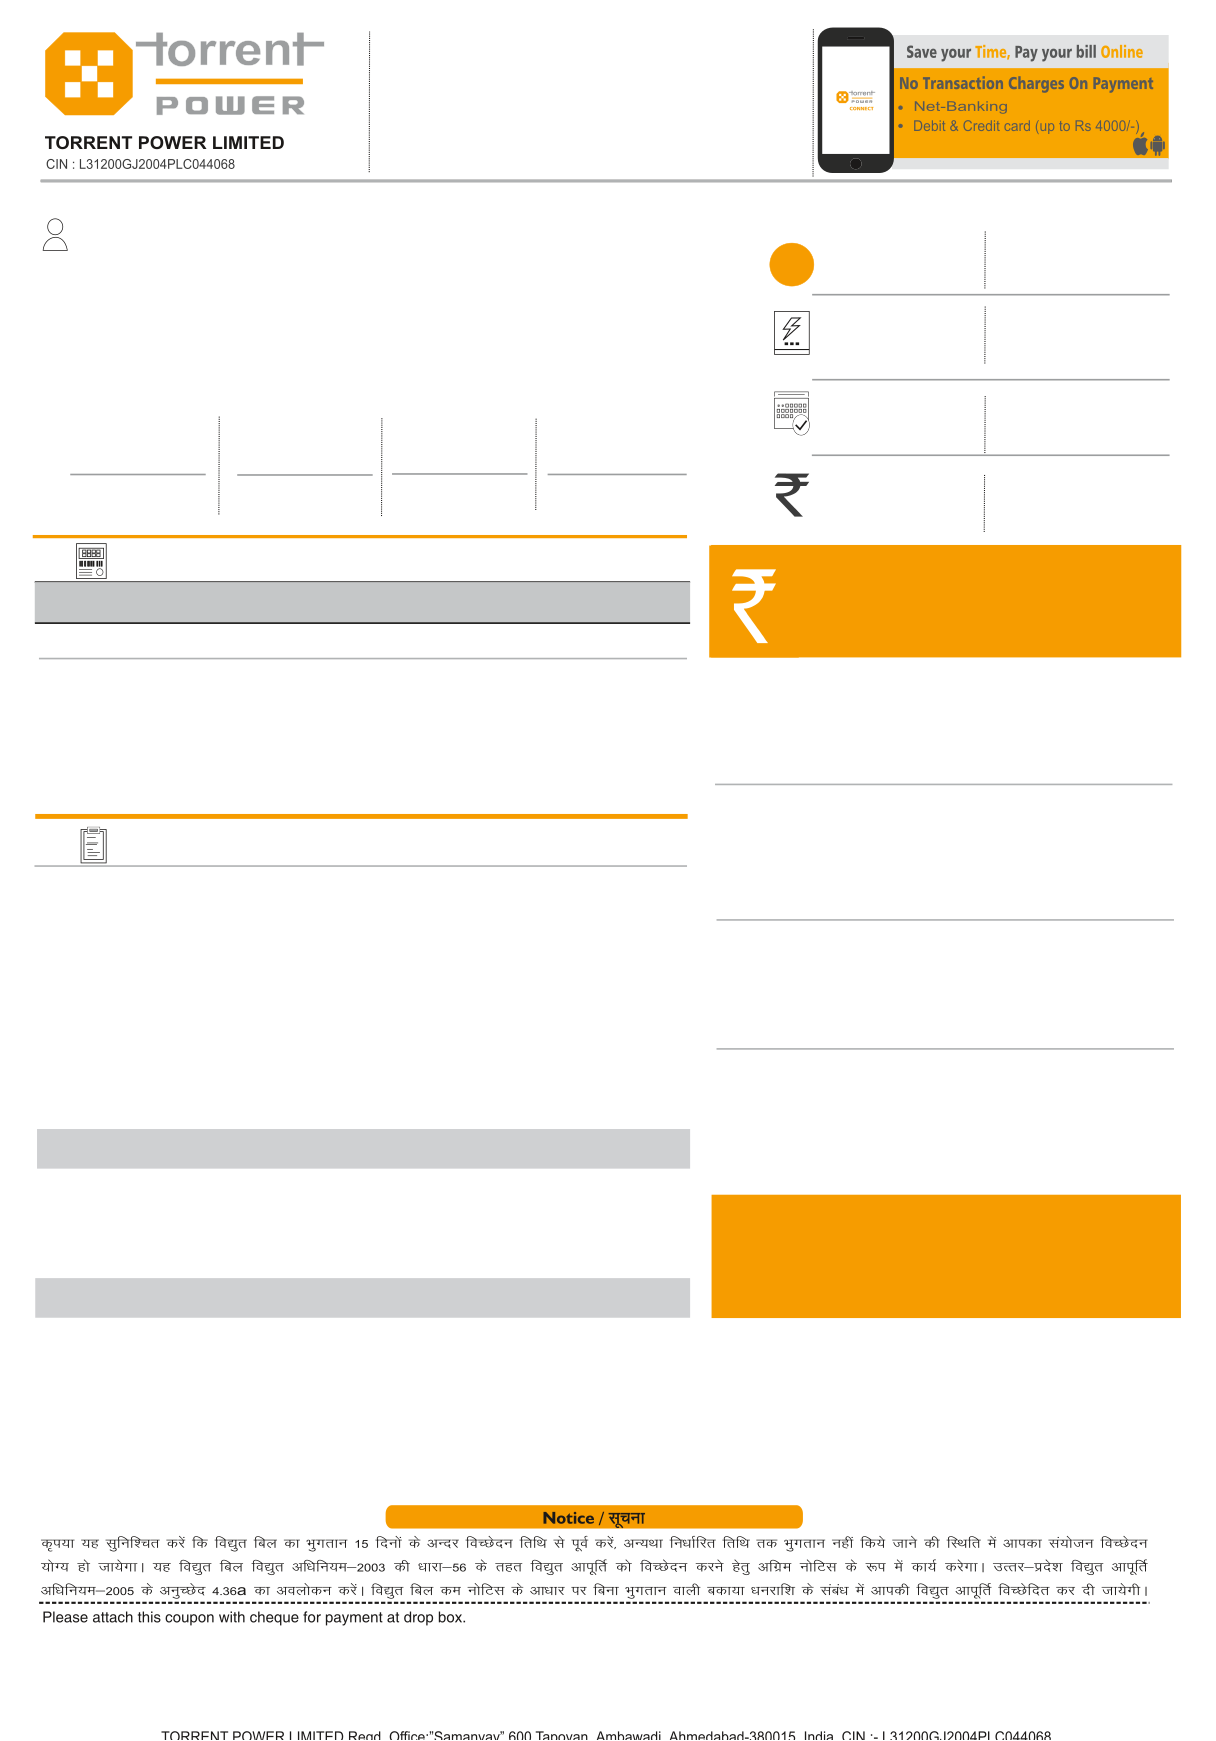 torrent
POWER
TORRENT POWER LIMITED
CIN : L31200GJ2004PLC044068
torrent
POWER
CONNECT
Save your Time, Pay your bill Online
No Transaction Charges On Payment
• Net-Banking
• Debit & Credit card (up to Rs 4000/-)
₹
₹
Notice / सूचना
कृपया यह सुनिश्चित करें कि विद्युत बिल का भुगतान 15 दिनों के अन्दर विच्छेदन तिथि से पूर्व करें, अन्यथा निर्धारित तिथि तक भुगतान नहीं किये जाने की स्थिति में आपका संयोजन विच्छेदन
योग्य हो जायेगा। यह विद्युत बिल विद्युत अधिनियम–2003 की धारा–56 के तहत विद्युत आपूर्ति को विच्छेदन करने हेतु अग्रिम नोटिस के रूप में कार्य करेगा। उत्तर–प्रदेश विद्युत आपूर्ति
अधिनियम–2005 के अनुच्छेद 4.36a का अवलोकन करें। विद्युत बिल कम नोटिस के आधार पर बिना भुगतान वाली बकाया धनराशि के संबंध में आपकी विद्युत आपूर्ति विच्छेदित कर दी जायेगी।
Please attach this coupon with cheque for payment at drop box.
TORRENT POWER LIMITED Regd. Office:"Samanvay" 600 Tapovan, Ambawadi, Ahmedabad-380015, India. CIN :- L31200GJ2004PLC044068